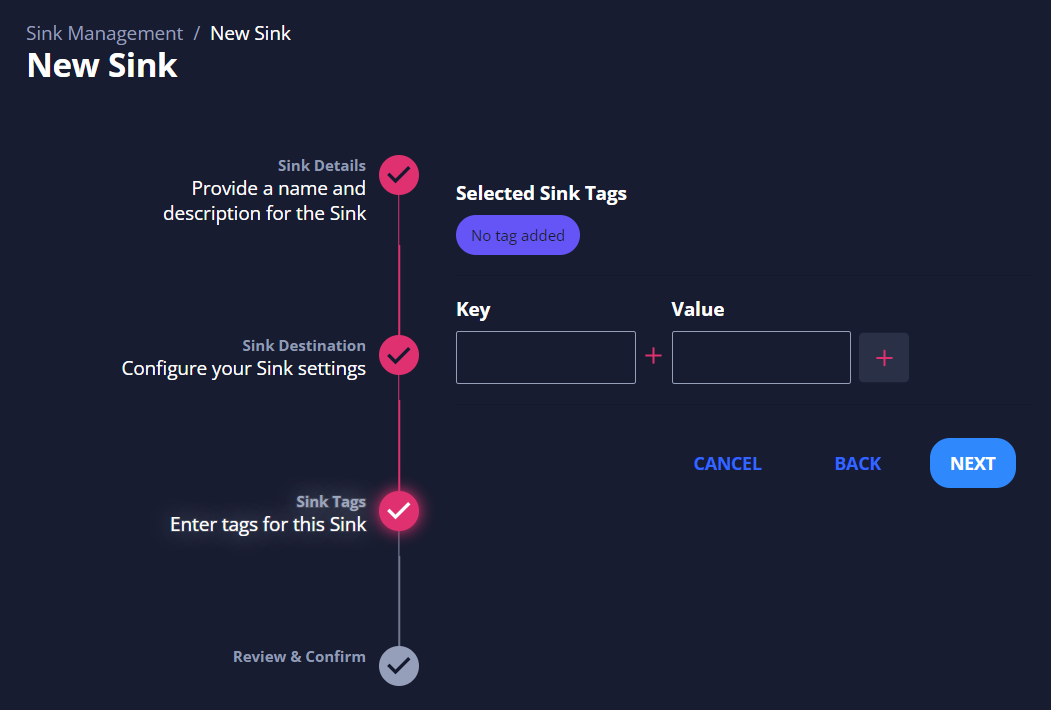 Sink Management / New Sink
New Sink
Sink Details
Provide a name and
description for the Sink
Sink Destination
Configure your Sink settings
Sink Tags
Enter tags for this Sink
Review & Confirm
Selected Sink Tags
No tag added
Key
Value
+
+
CANCEL
BACK
NEXT